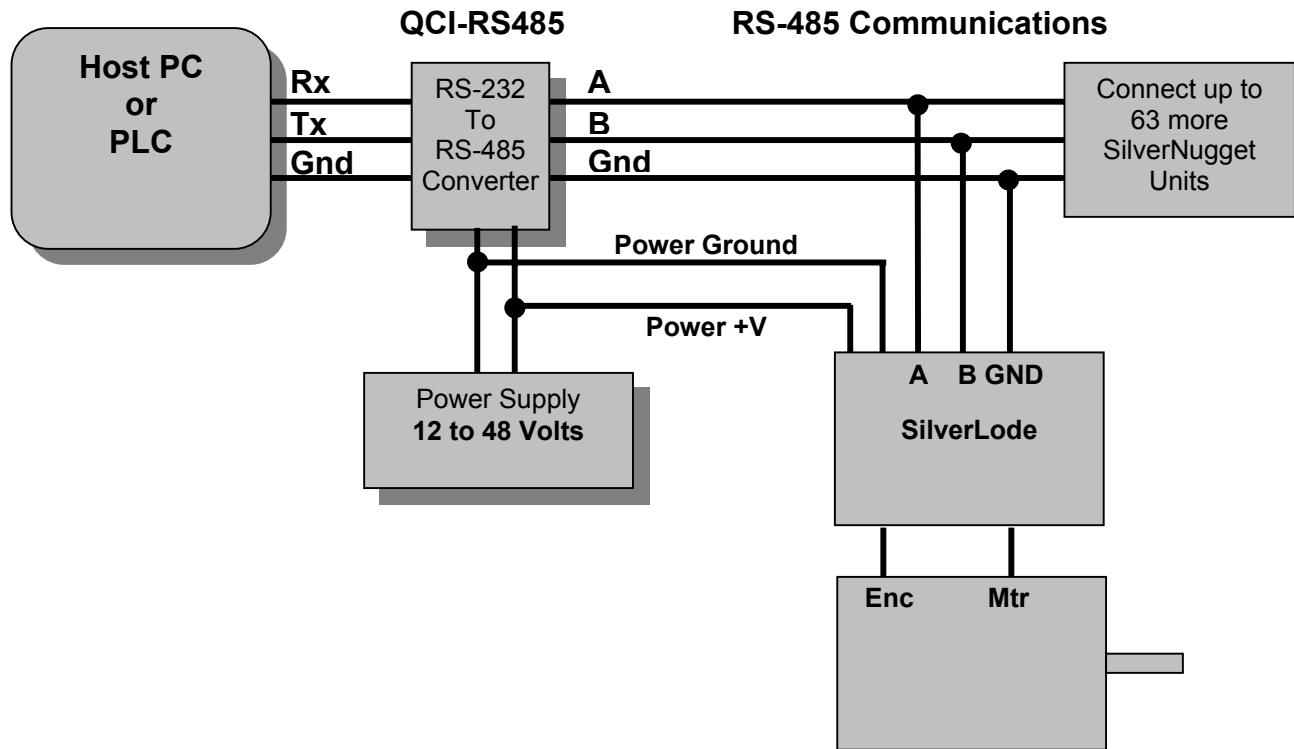 QCI-RS485
RS-485 Communications
Host PC
or
PLC
Rx
Tx
Gnd
RS-232
To
RS-485
Converter
A
B
Gnd
Connect up to
63 more
SilverNugget
Units
Power Ground
Power +V
Power Supply
12 to 48 Volts
A B GND
SilverLode
Enc Mtr